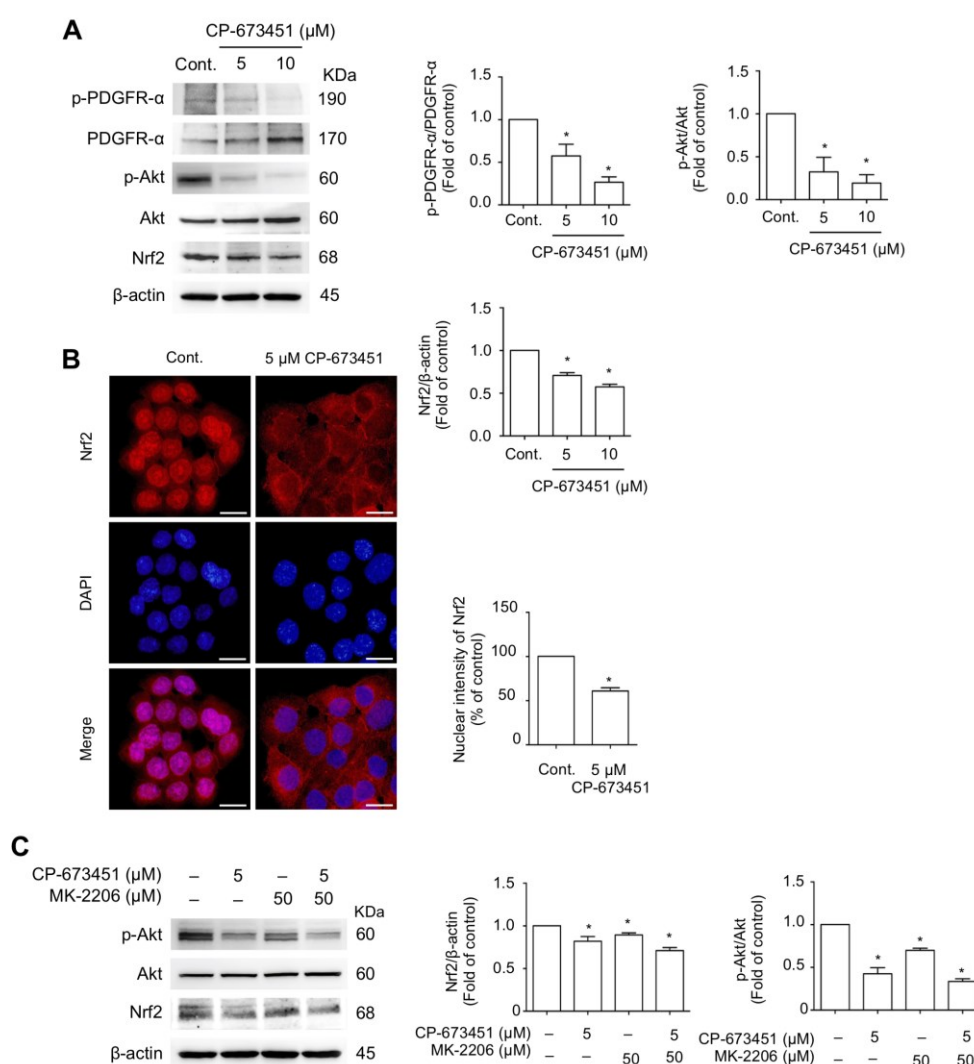 A
CP-673451 (μM)
Cont. 5 10
KDa
p-PDGFR-α 190
PDGFR-α 170
p-Akt 60
Akt 60
Nrf2 68
β-actin 45
p-PDGFR-α/PDGFR-α
(Fold of control)
1.5
1.0
0.5
0.0
Cont. 5 10
CP-673451 (μM)
p-Akt/Akt
(Fold of control)
1.5
1.0
0.5
0.0
Cont. 5 10
CP-673451 (μM)
Nrf2/β-actin
(Fold of control)
1.5
1.0
0.5
0.0
Cont. 5 10
CP-673451 (μM)
* * * * * *
B
Cont. 5 μM CP-673451
Nrf2
DAPI
Merge
Nuclear intensity of Nrf2
(% of control)
150
100
50
0
*
Cont. 5 μM
CP-673451
C
CP-673451 (μM) – 5 – 5
MK-2206 (μM) – – 50 50
KDa
p-Akt 60
Akt 60
Nrf2 68
β-actin 45
Nrf2/β-actin
(Fold of control)
1.5
1.0
0.5
0
* * *
CP-673451 (μM) – 5 – 5
MK-2206 (μM) – – 50 50
p-Akt/Akt
(Fold of control)
1.5
1.0
0.5
0
* * *
CP-673451 (μM) – 5 – 5
MK-2206 (μM) – – 50 50